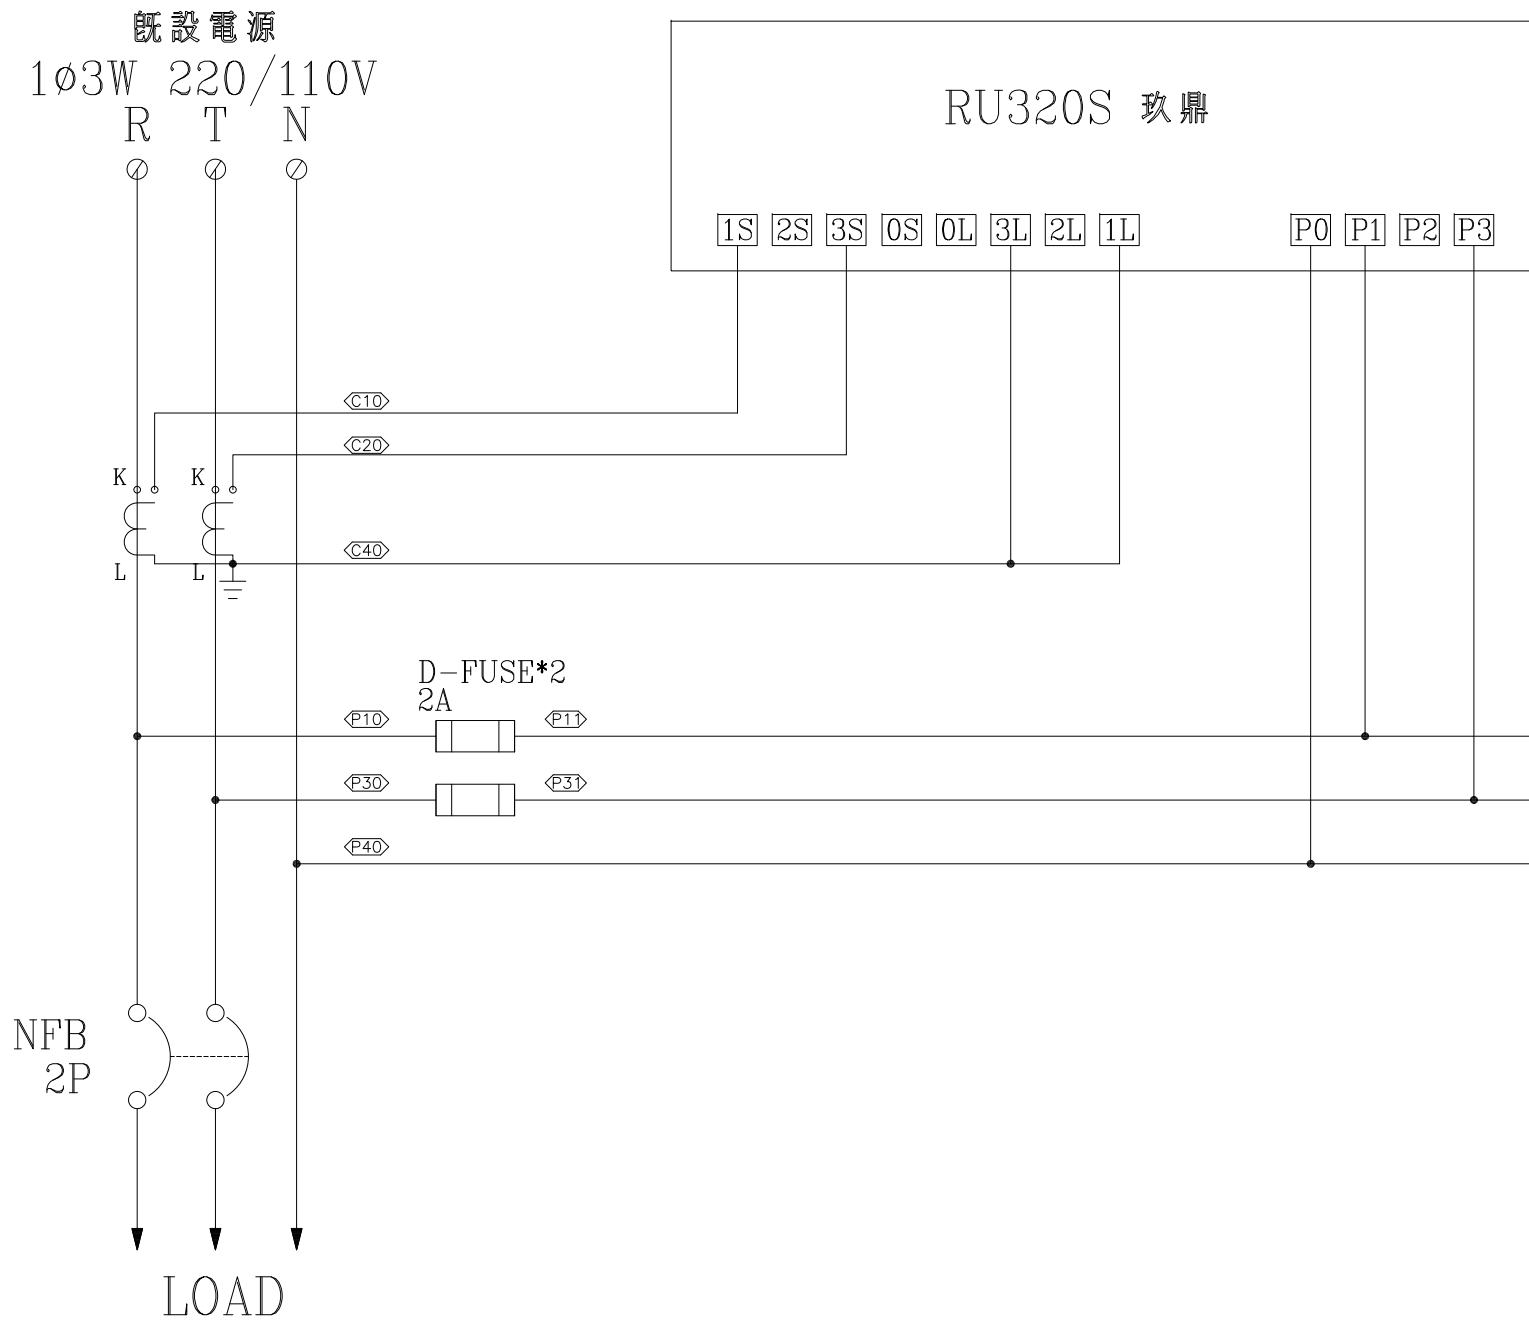 既設電源
1ø3W 220/110V
R T N
RU320S 玖鼎
1S 2S 3S 0S 0L 3L 2L 1L P0 P1 P2 P3
C10
C20
K K
C40
L L
D-FUSE*2
2A
P10 P11
P30 P31
P40
NFB
2P
LOAD